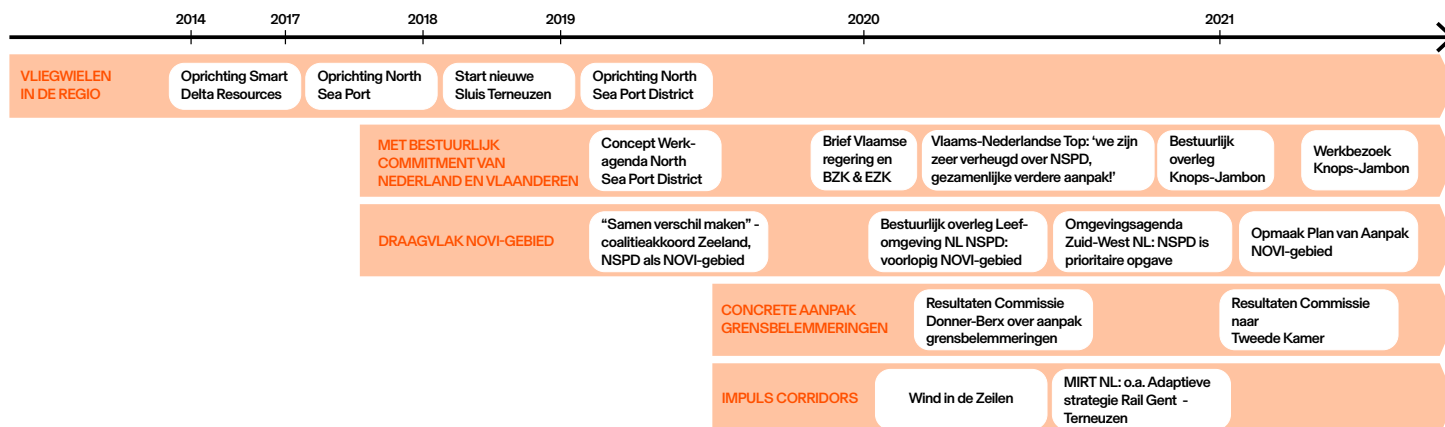 2014
2017
2018
2019
2020
2021
VLIEGWIELEN
IN DE REGIO
Oprichting Smart
Delta Resources
Oprichting North
Sea Port
Start nieuwe
Sluis Terneuzen
Oprichting North
Sea Port District
MET BESTUURLIJK
COMMITMENT VAN
NEDERLAND EN VLAANDEREN
Concept Werk-
agenda North
Sea Port District
Brief Vlaamse
regering en
BZK & EZK
Vlaams-Nederlandse Top: ‘we zijn
zeer verheugd over NSPD,
gezamenlijke verdere aanpak!’
Bestuurlijk
overleg
Knops-Jambon
Werkbezoek
Knops-Jambon
DRAAGVLAK NOVI-GEBIED
“Samen verschil maken” -
coalitieakkoord Zeeland,
NSPD als NOVI-gebied
Bestuurlijk overleg Leef-
omgeving NL NSPD:
voorlopig NOVI-gebied
Omgevingsagenda
Zuid-West NL: NSPD is
prioritaire opgave
Opmaak Plan van Aanpak
NOVI-gebied
CONCRETE AANPAK
GRENSBELEMMERINGEN
Resultaten Commissie
Donner-Berx over aanpak
grensbelemmeringen
Resultaten Commissie
naar
Tweede Kamer
IMPULS CORRIDORS
Wind in de Zeilen
MIRT NL: o.a. Adaptieve
strategie Rail Gent -
Terneuzen